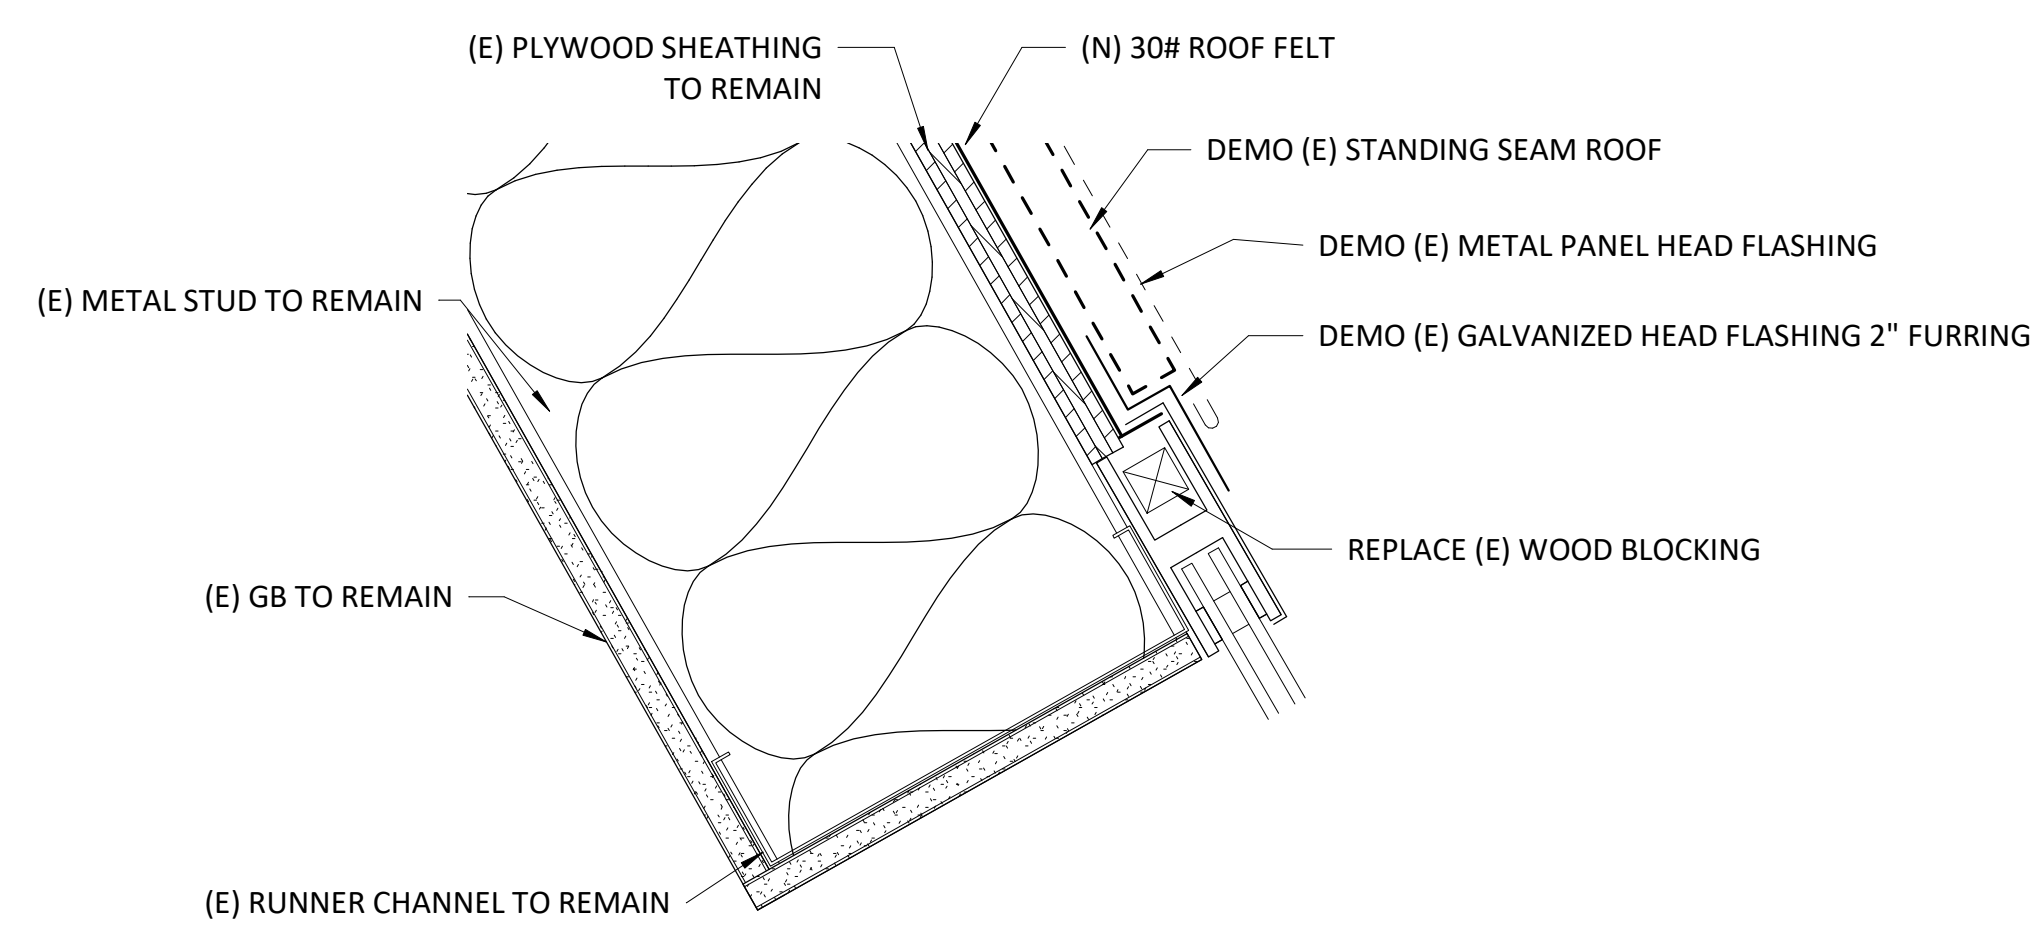 (E) PLYWOOD SHEATHING
TO REMAIN
(N) 30# ROOF FELT
DEMO (E) STANDING SEAM ROOF
DEMO (E) METAL PANEL HEAD FLASHING
(E) METAL STUD TO REMAIN
DEMO (E) GALVANIZED HEAD FLASHING 2" FURRING
REPLACE (E) WOOD BLOCKING
(E) GB TO REMAIN
(E) RUNNER CHANNEL TO REMAIN